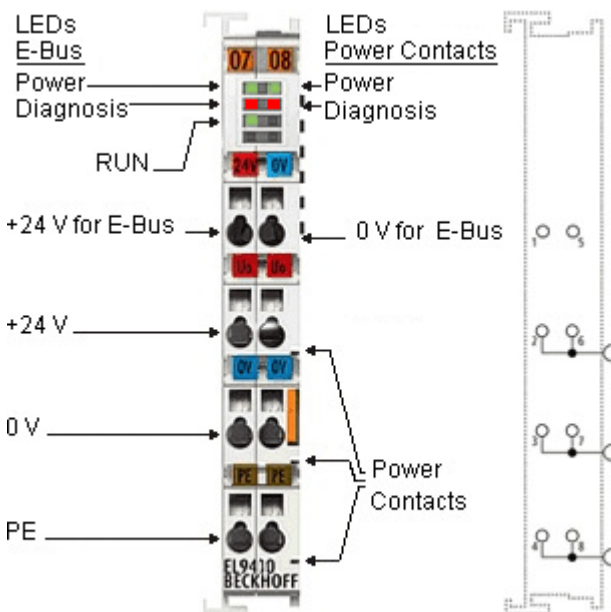 LEDs
E-Bus
LEDs
Power Contacts
07 08
Power
Diagnosis
Power
Diagnosis
RUN
24V 0V
+24 V for E-Bus
0 V for E-Bus
1 5
Uo Uo
+24 V
2 6
0V 0V
0 V
3 7
Power
Contacts
PE PE
PE
4 8
EL9410
BECKHOFF